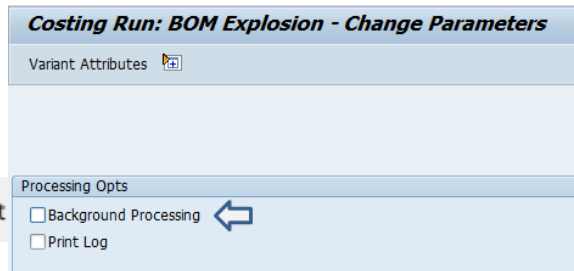 Costing Run: BOM Explosion - Change Parameters
Variant Attributes
Processing Opts
Background Processing
Print Log